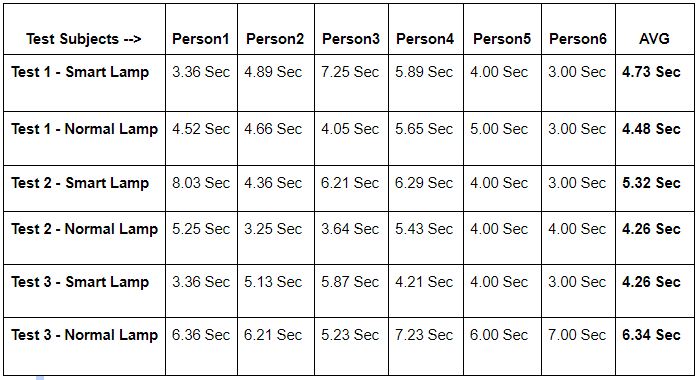 Test Subjects --> Person1 Person2 Person3 Person4 Person5 Person6 AVG
Test 1 - Smart Lamp 3.36 Sec 4.89 Sec 7.25 Sec 5.89 Sec 4.00 Sec 3.00 Sec 4.73 Sec
Test 1 - Normal Lamp 4.52 Sec 4.66 Sec 4.05 Sec 5.65 Sec 5.00 Sec 3.00 Sec 4.48 Sec
Test 2 - Smart Lamp 8.03 Sec 4.36 Sec 6.21 Sec 6.29 Sec 4.00 Sec 3.00 Sec 5.32 Sec
Test 2 - Normal Lamp 5.25 Sec 3.25 Sec 3.64 Sec 5.43 Sec 4.00 Sec 4.00 Sec 4.26 Sec
Test 3 - Smart Lamp 3.36 Sec 5.13 Sec 5.87 Sec 4.21 Sec 4.00 Sec 3.00 Sec 4.26 Sec
Test 3 - Normal Lamp 6.36 Sec 6.21 Sec 5.23 Sec 7.23 Sec 6.00 Sec 7.00 Sec 6.34 Sec